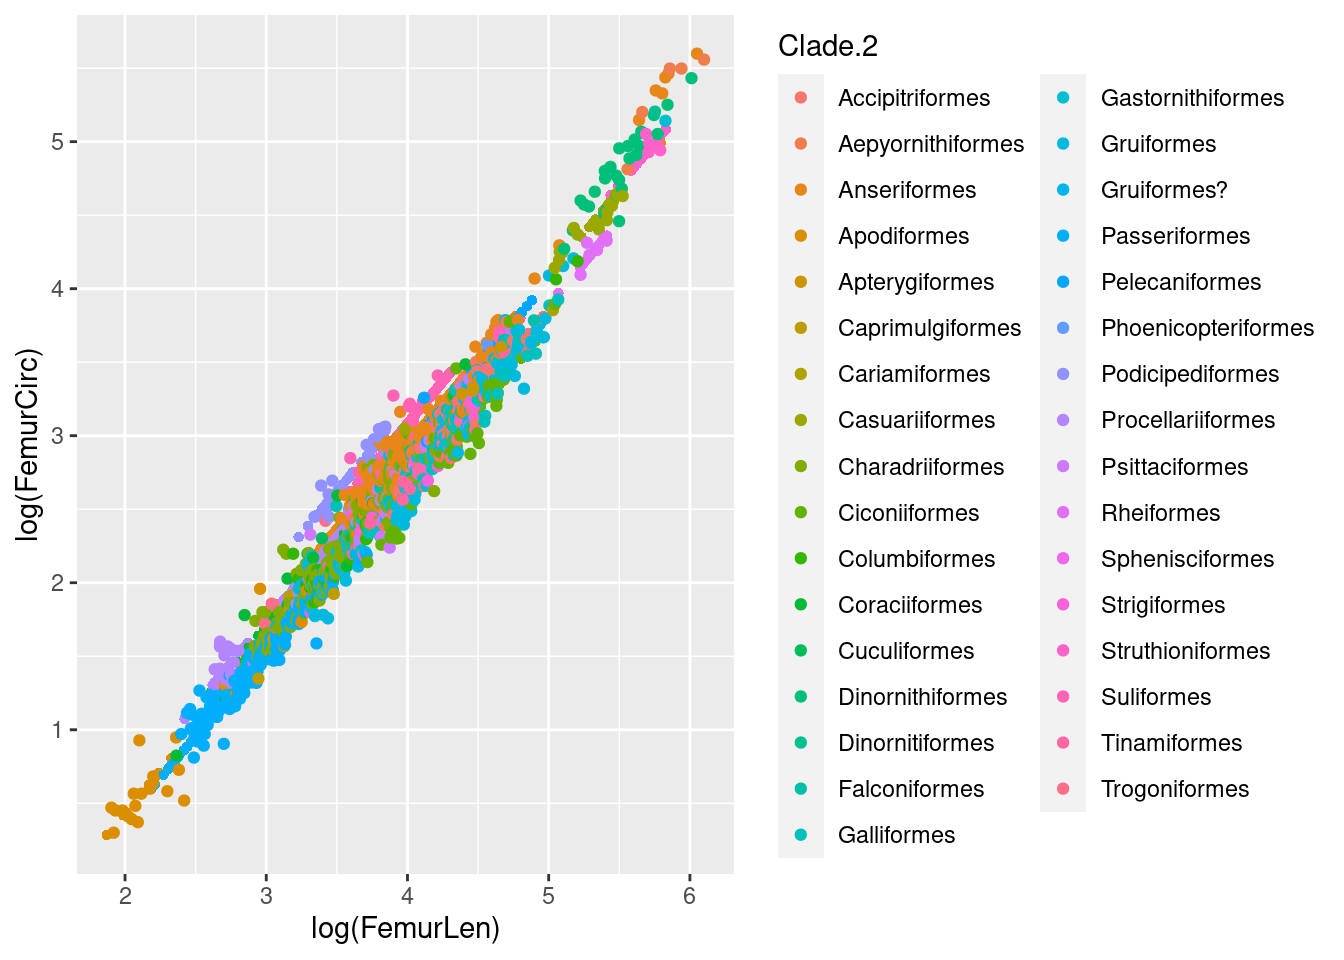 Clade.2
Accipitriformes
Aepyornithiformes
Anseriformes
Apodiformes
Apterygiformes
Caprimulgiformes
Cariamiformes
Casuariiformes
Charadriiformes
Ciconiiformes
Columbiformes
Coraciiformes
Cuculiformes
Dinornithiformes
Dinornitiformes
Falconiformes
Galliformes
Gastornithiformes
Gruiformes
Gruiformes?
Passeriformes
Pelecaniformes
Phoenicopteriformes
Podicipediformes
Procellariiformes
Psittaciformes
Rheiformes
Sphenisciformes
Strigiformes
Struthioniformes
Suliformes
Tinamiformes
Trogoniformes
log(FemurCirc)
5
4
3
2
1
2 3 4 5 6
log(FemurLen)